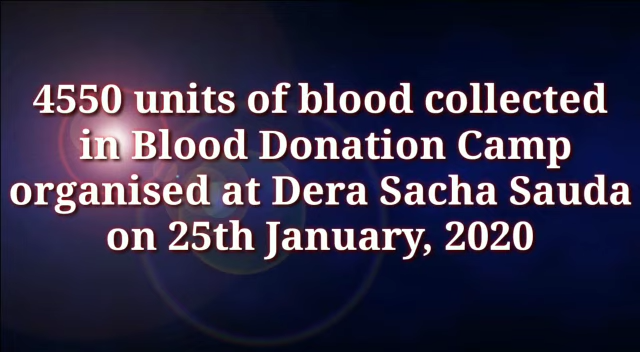 4550 units of blood collected
in Blood Donation Camp
organised at Dera Sacha Sauda
on 25th January, 2020